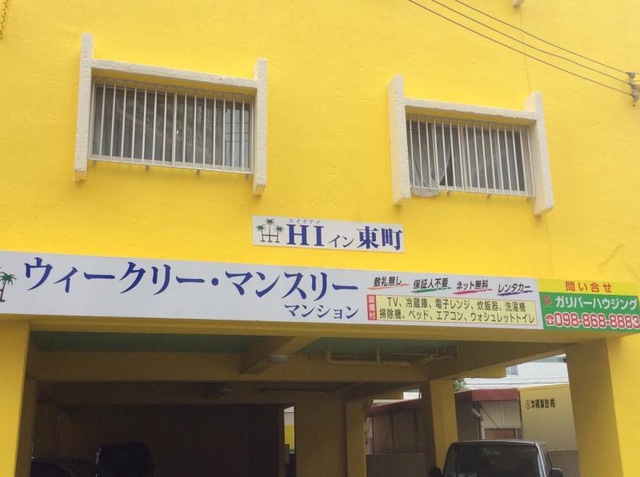 エイチアイ
HIイン東町
ウィークリー・マンスリー
マンション
敷礼無し 保証人不要 ネット無料 レンタカー
設備付
TV、冷蔵庫、電子レンジ、炊飯器、洗濯機
掃除機、ベッド、エアコン、ウォシュレットトイレ
問い合せ
ガリバーハウジング
☎098-868-8883